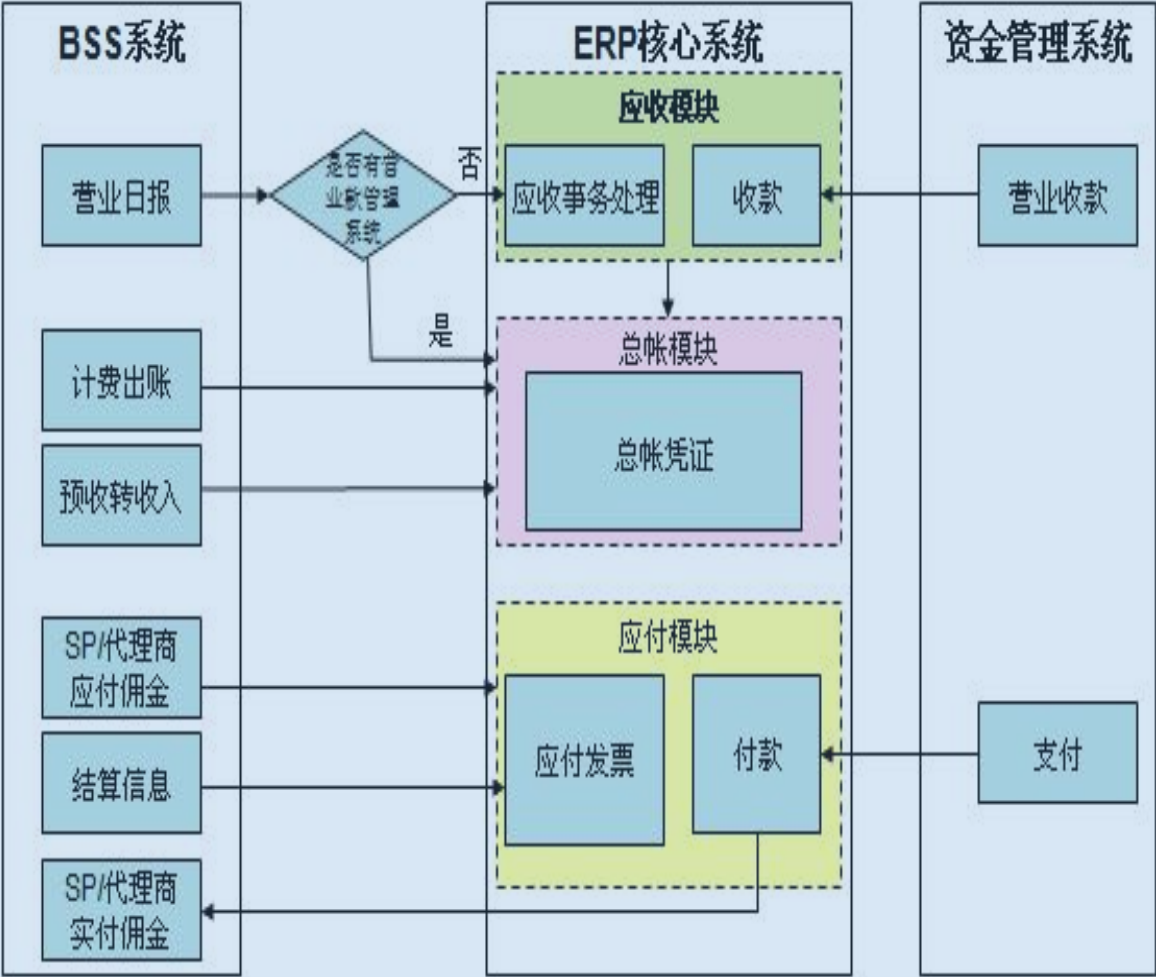 BSS系统
ERP核心系统
资金管理系统
应收模块
营业日报
是否有营
业款管理
系统
否
应收事务处理
收款
营业收款
是
总帐模块
计费出账
总帐凭证
预收转收入
应付模块
SP/代理商
应付佣金
应付发票
付款
支付
结算信息
SP/代理商
实付佣金